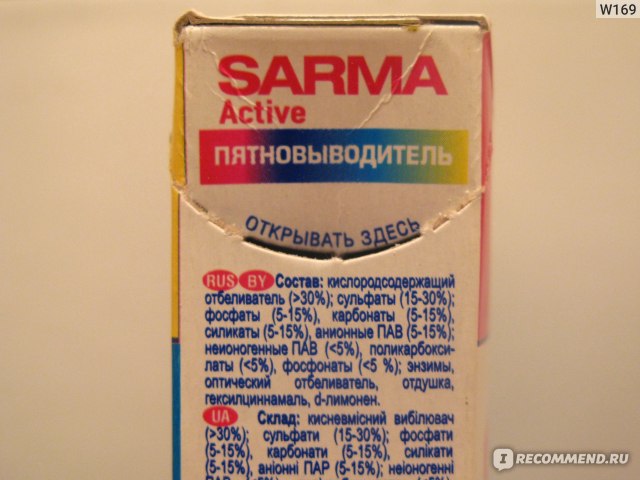 W169
SARMA
Active
ПЯТНОВЫВОДИТЕЛЬ
ОТКРЫВАТЬ ЗДЕСЬ
RUS BY Состав: кислородсодержащий
отбеливатель (>30%); сульфаты (15-30%);
фосфаты (5-15%), карбонаты (5-15%),
силикаты (5-15%), анионные ПАВ (5-15%);
неионогенные ПАВ (<5%), поликарбокси-
латы (<5%), фосфонаты (<5 %); энзимы,
оптический отбеливатель, отдушка,
гексилциннамаль, d-лимонен.
UA Склад: кисневмісний вибілювач
(>30%); сульфати (15-30%); фосфати
(5-15%), карбонати (5-15%), силікати
(5-15%), аніонні ПАР (5-15%); неіоногенні
IRECOMMEND.RU